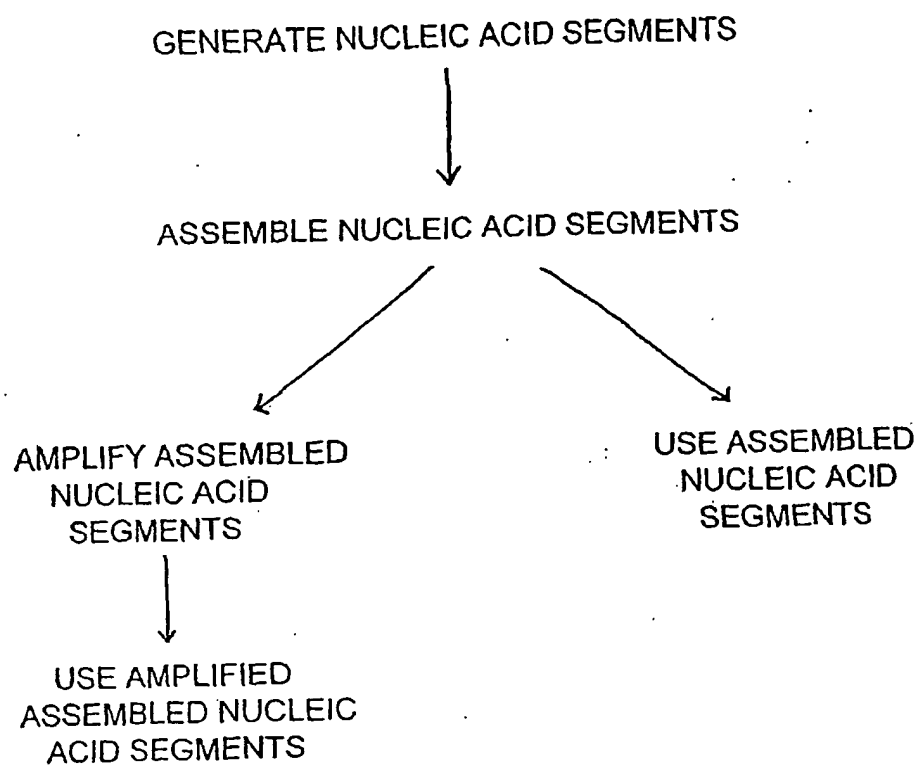 GENERATE NUCLEIC ACID SEGMENTS
ASSEMBLE NUCLEIC ACID SEGMENTS
AMPLIFY ASSEMBLED
NUCLEIC ACID
SEGMENTS
USE ASSEMBLED
NUCLEIC ACID
SEGMENTS
USE AMPLIFIED
ASSEMBLED NUCLEIC
ACID SEGMENTS